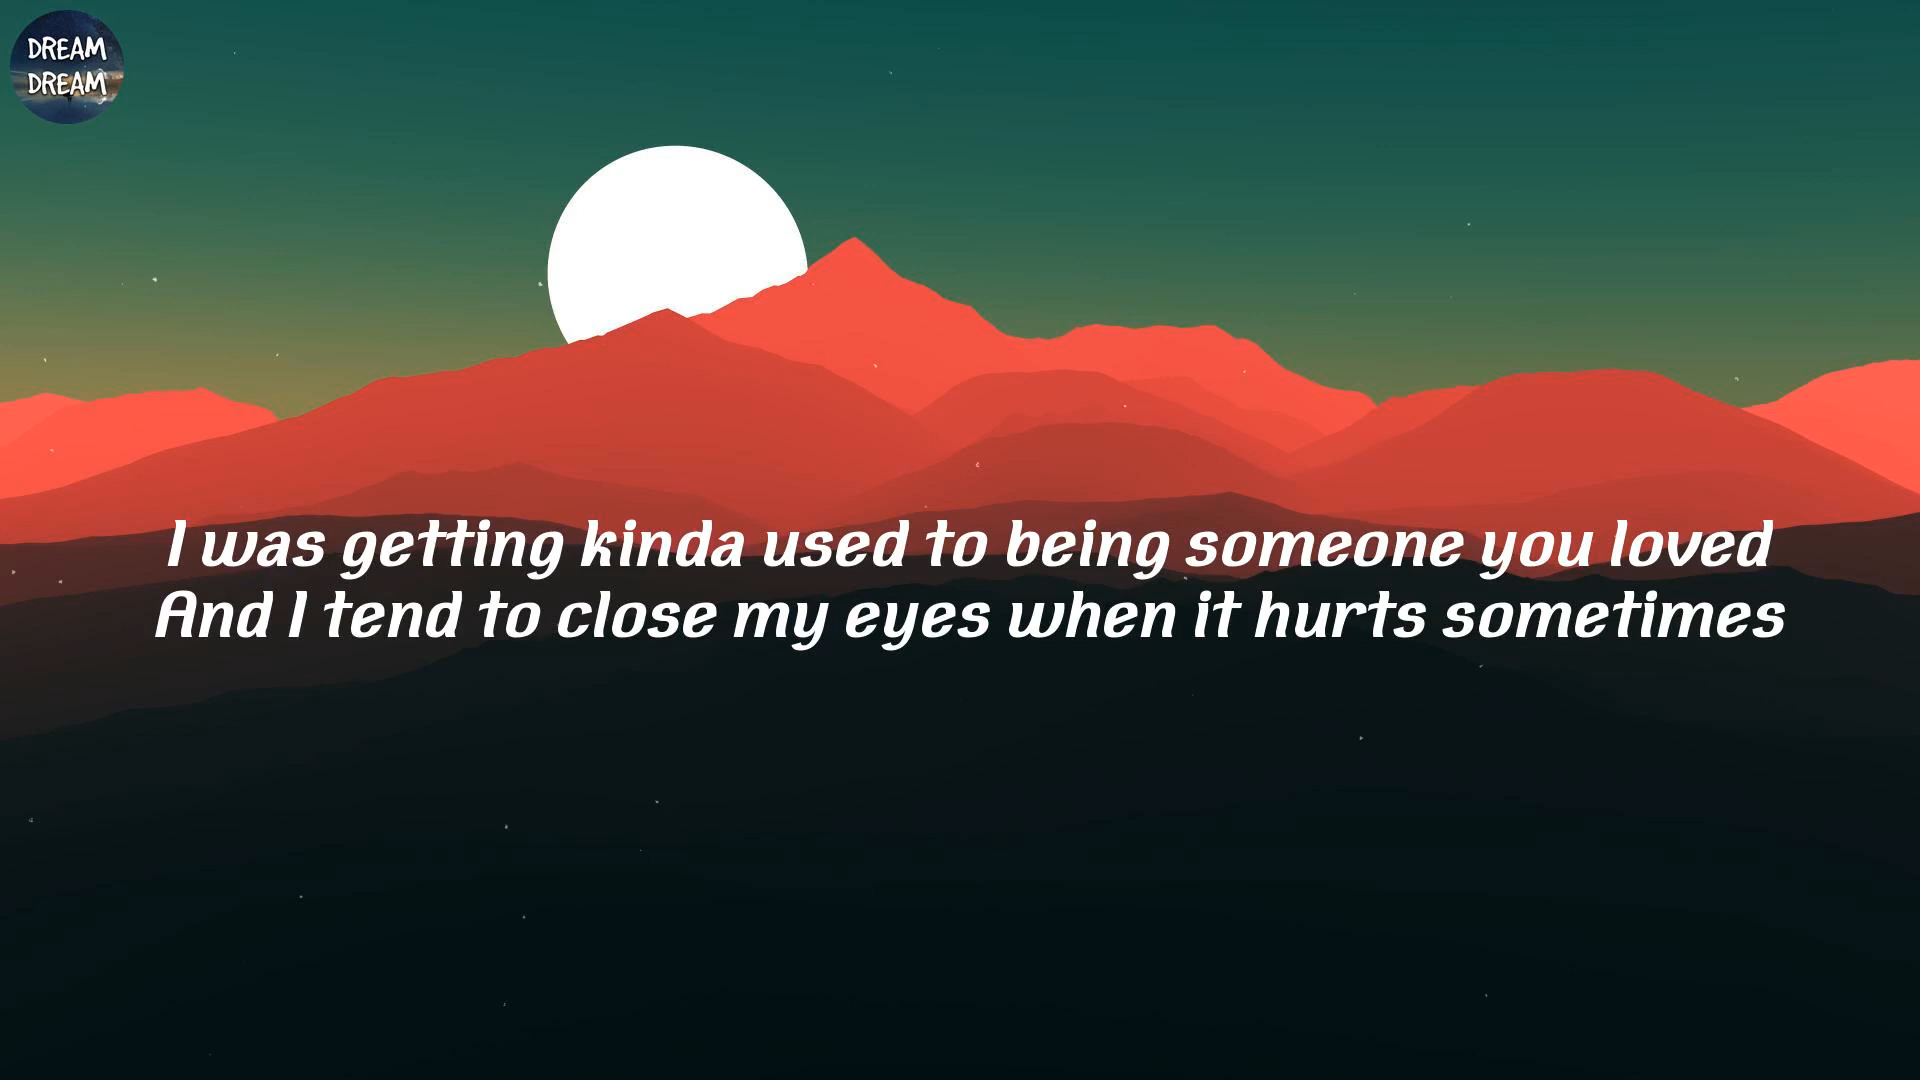 DREAM
DREAM
I was getting kinda used to being someone you loved
And I tend to close my eyes when it hurts sometimes